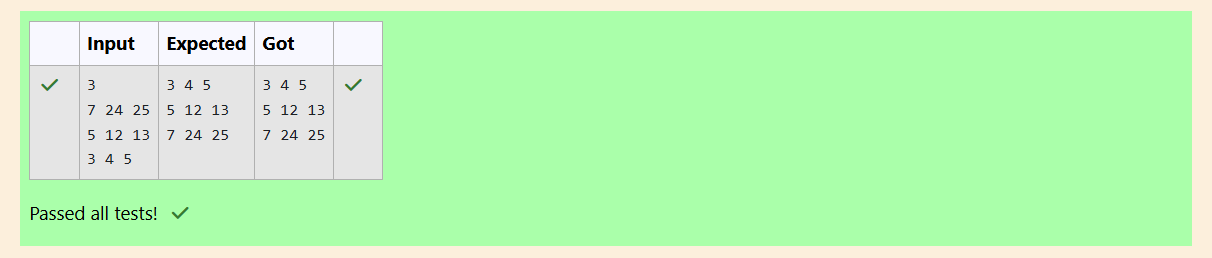 Input Expected Got
3 3 4 5 3 4 5
7 24 25 5 12 13 5 12 13
5 12 13 7 24 25 7 24 25
3 4 5
Passed all tests!